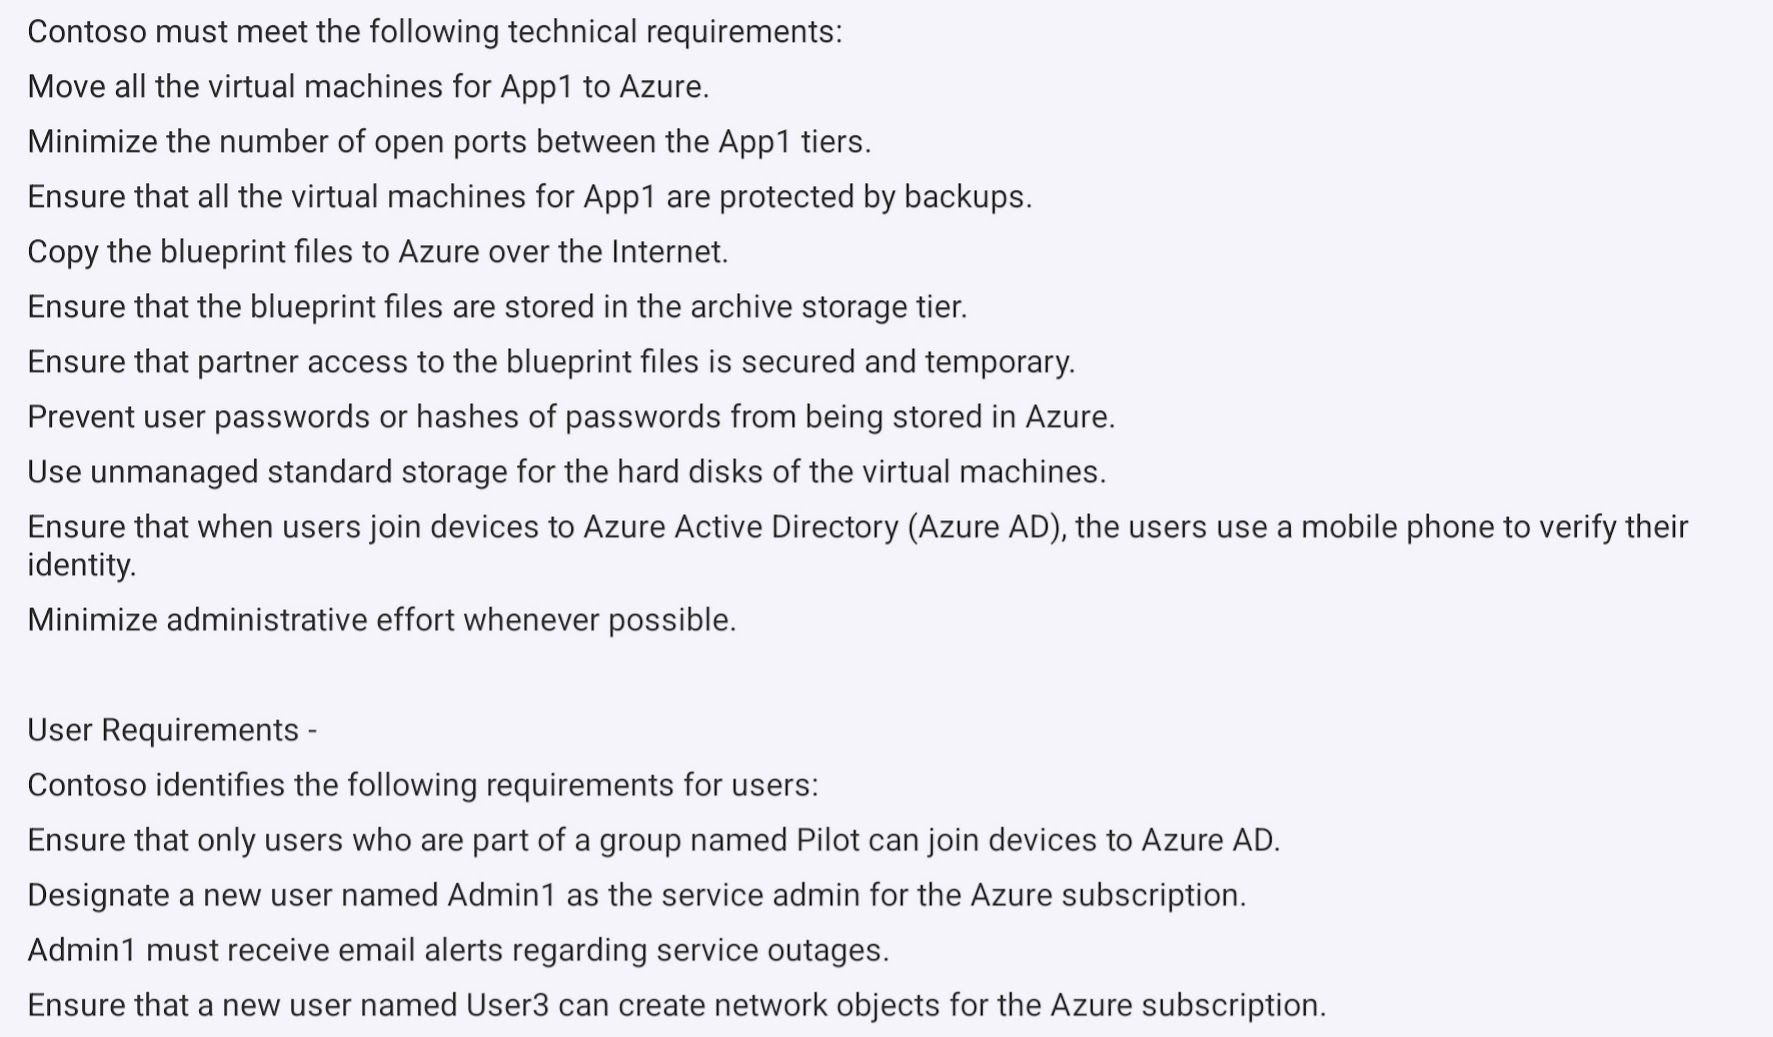 Contoso must meet the following technical requirements:
Move all the virtual machines for App1 to Azure.
Minimize the number of open ports between the App1 tiers.
Ensure that all the virtual machines for App1 are protected by backups.
Copy the blueprint files to Azure over the Internet.
Ensure that the blueprint files are stored in the archive storage tier.
Ensure that partner access to the blueprint files is secured and temporary.
Prevent user passwords or hashes of passwords from being stored in Azure.
Use unmanaged standard storage for the hard disks of the virtual machines.
Ensure that when users join devices to Azure Active Directory (Azure AD), the users use a mobile phone to verify their
identity.
Minimize administrative effort whenever possible.
User Requirements -
Contoso identifies the following requirements for users:
Ensure that only users who are part of a group named Pilot can join devices to Azure AD.
Designate a new user named Admin1 as the service admin for the Azure subscription.
Admin1 must receive email alerts regarding service outages.
Ensure that a new user named User3 can create network objects for the Azure subscription.